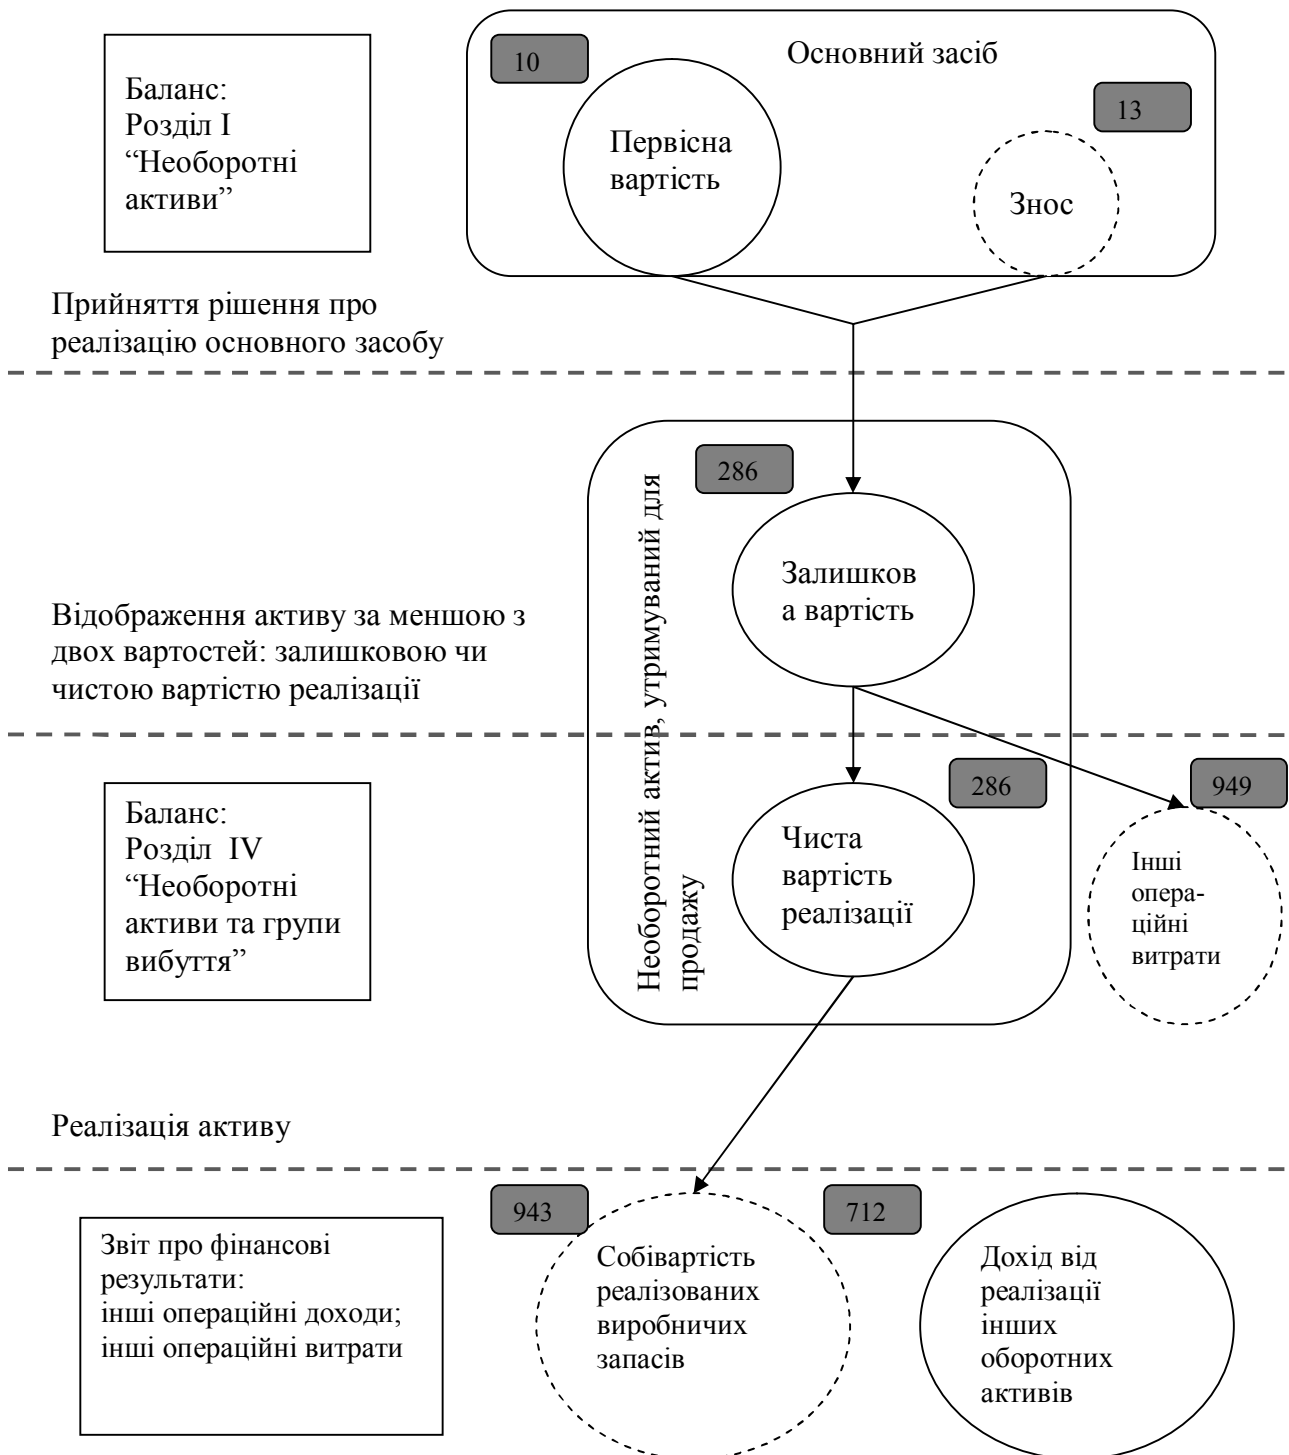 Баланс:
Розділ І
“Необоротні
активи”
10
Основний засіб
13
Первісна
вартість
Знос
Прийняття рішення про
реалізацію основного засобу
286
Необоротний актив, утримуваний для
продажу
Залишков
а вартість
Відображення активу за меншою з
двох вартостей: залишковою чи
чистою вартістю реалізації
286
949
Баланс:
Розділ  IV
“Необоротні
активи та групи
вибуття”
Чиста
вартість
реалізації
Інші
опера-
ційні
витрати
Реалізація активу
943
712
Звіт про фінансові
результати:
інші операційні доходи;
інші операційні витрати
Собівартість
реалізованих
виробничих
запасів
Дохід від
реалізації
інших
оборотних
активів